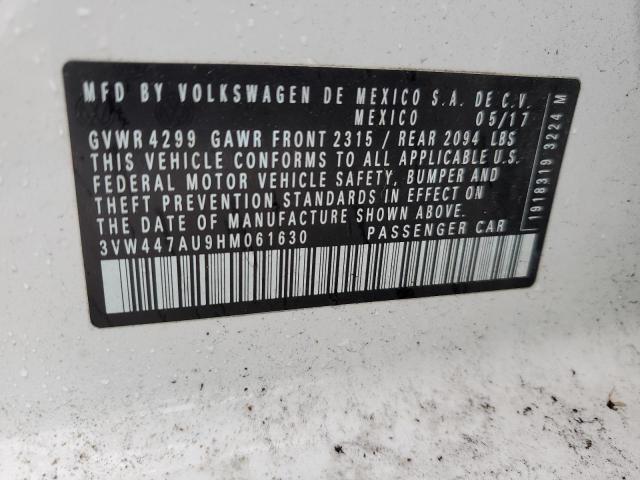 MFD BY VOLKSWAGEN DE MEXICO S.A. DE C.V.
MEXICO 05/17
GVWR 4299 GAWR FRONT 2315 / REAR 2094 LBS
THIS VEHICLE CONFORMS TO ALL APPLICABLE U.S.
FEDERAL MOTOR VEHICLE SAFETY, BUMPER AND
THEFT PREVENTION STANDARDS IN EFFECT ON
THE DATE OF MANUFACTURE SHOWN ABOVE.
3VW447AU9HM061630 PASSENGER CAR
1918319 3224 M